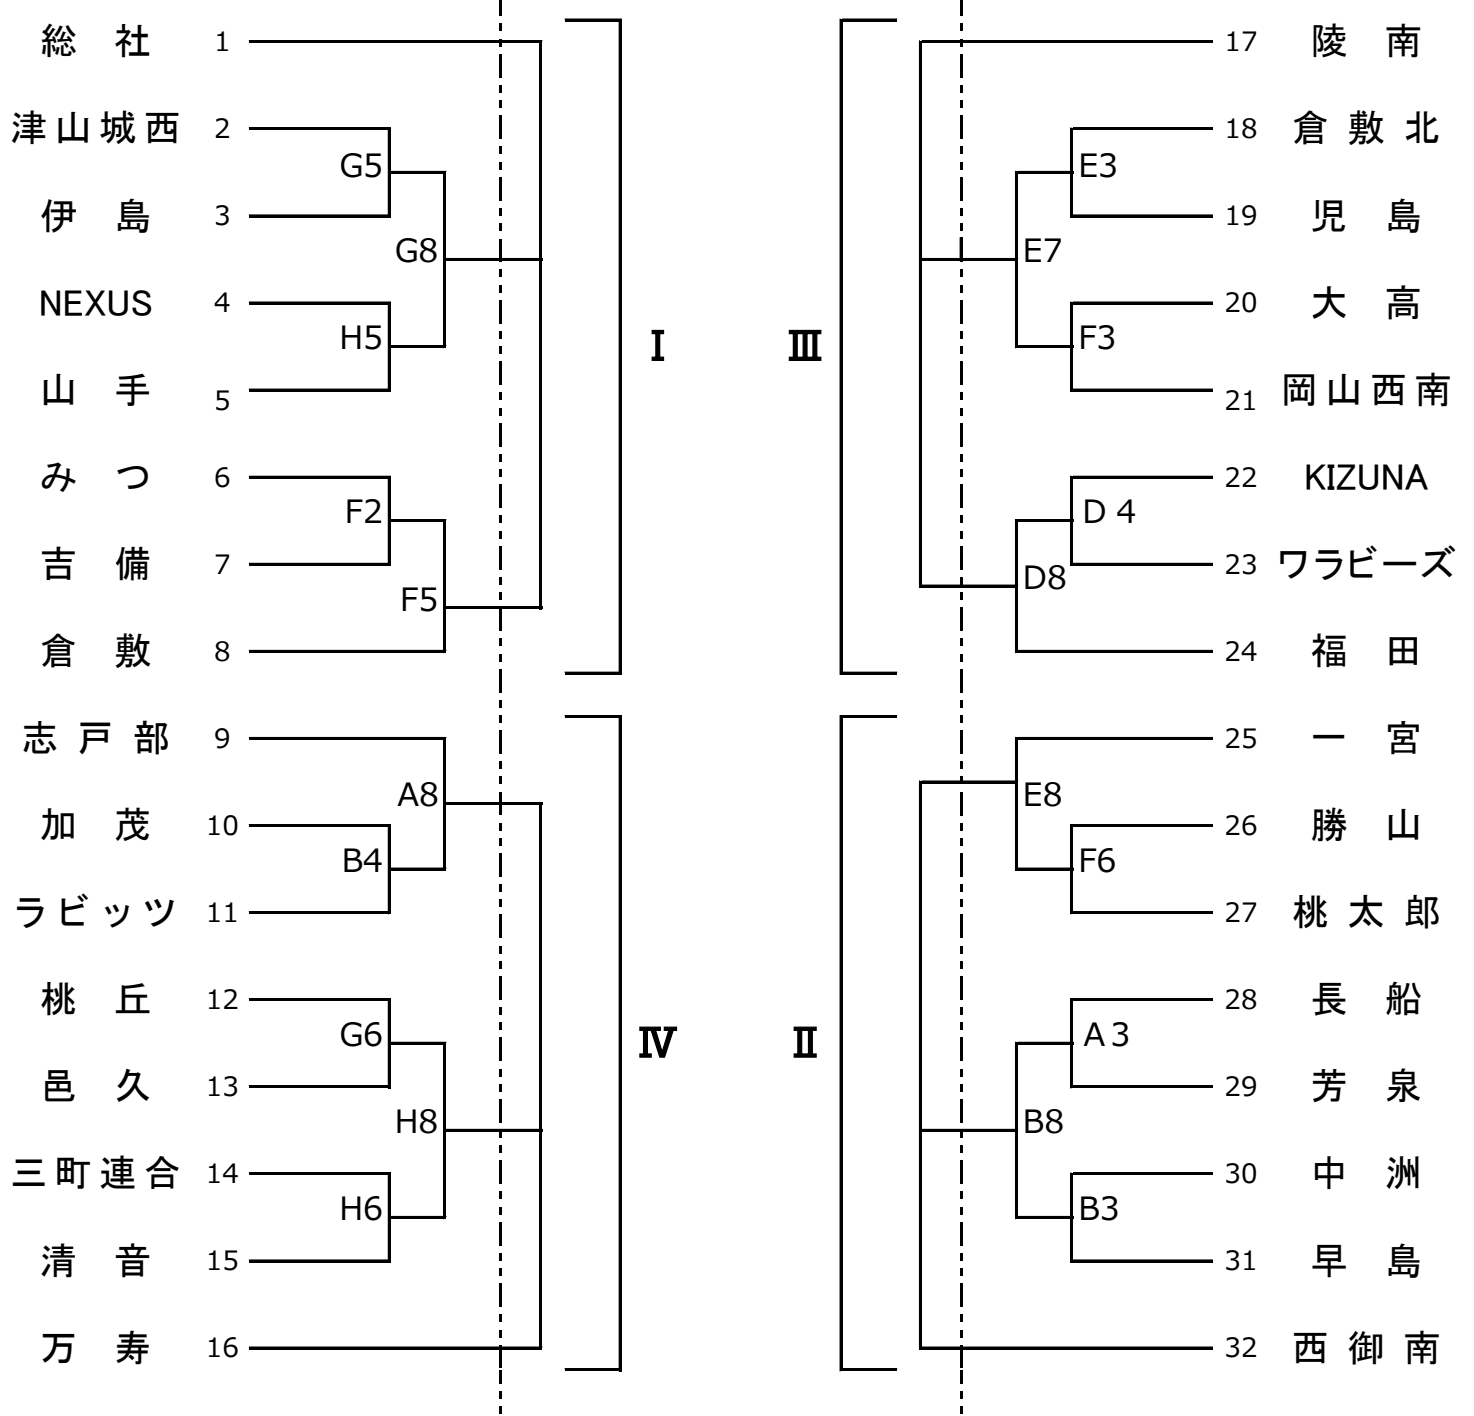 総社 1
津山城西 2
G5
伊島 3
G8
NEXUS 4
H5
山手 5
みつ 6
F2
吉備 7
F5
倉敷 8
志戸部 9
A8
加茂 10
B4
ラビッツ 11
桃丘 12
G6
邑久 13
H8
三町連合 14
H6
清音 15
万寿 16
Ⅰ
Ⅳ
Ⅲ
Ⅱ
17 陵南
18 倉敷北
E3
19 児島
E7
20 大高
F3
21 岡山西南
22 KIZUNA
D 4
23 ワラビーズ
D8
24 福田
25 一宮
E8
26 勝山
F6
27 桃太郎
28 長船
A 3
29 芳泉
B8
30 中洲
B3
31 早島
32 西御南